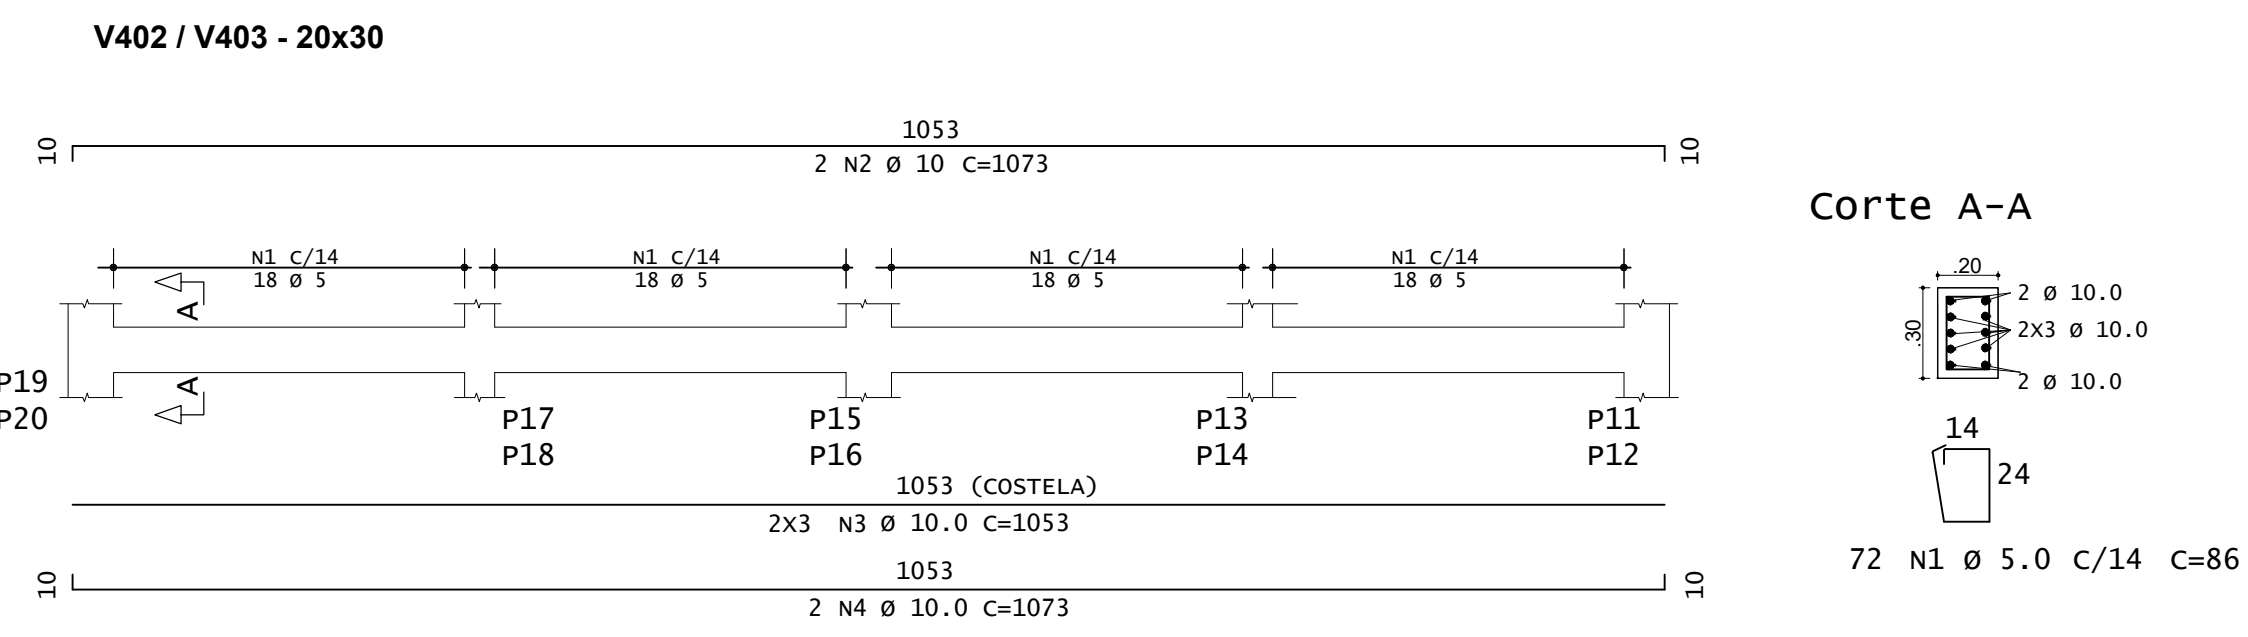 V402 / V403 - 20x30
1053
10
10
2 N2 Ø 10 C=1073
Corte A-A
N1 C/14
18 Ø 5
N1 C/14
18 Ø 5
N1 C/14
18 Ø 5
N1 C/14
18 Ø 5
A
A
.20
.30
2 Ø 10.0
2X3 Ø 10.0
2 Ø 10.0
P19
P20
P17
P18
P15
P16
P13
P14
P11
P12
14
24
72 N1 Ø 5.0 C/14 C=86
1053 (COSTELA)
2X3 N3 Ø 10.0 C=1053
1053
10
10
2 N4 Ø 10.0 C=1073